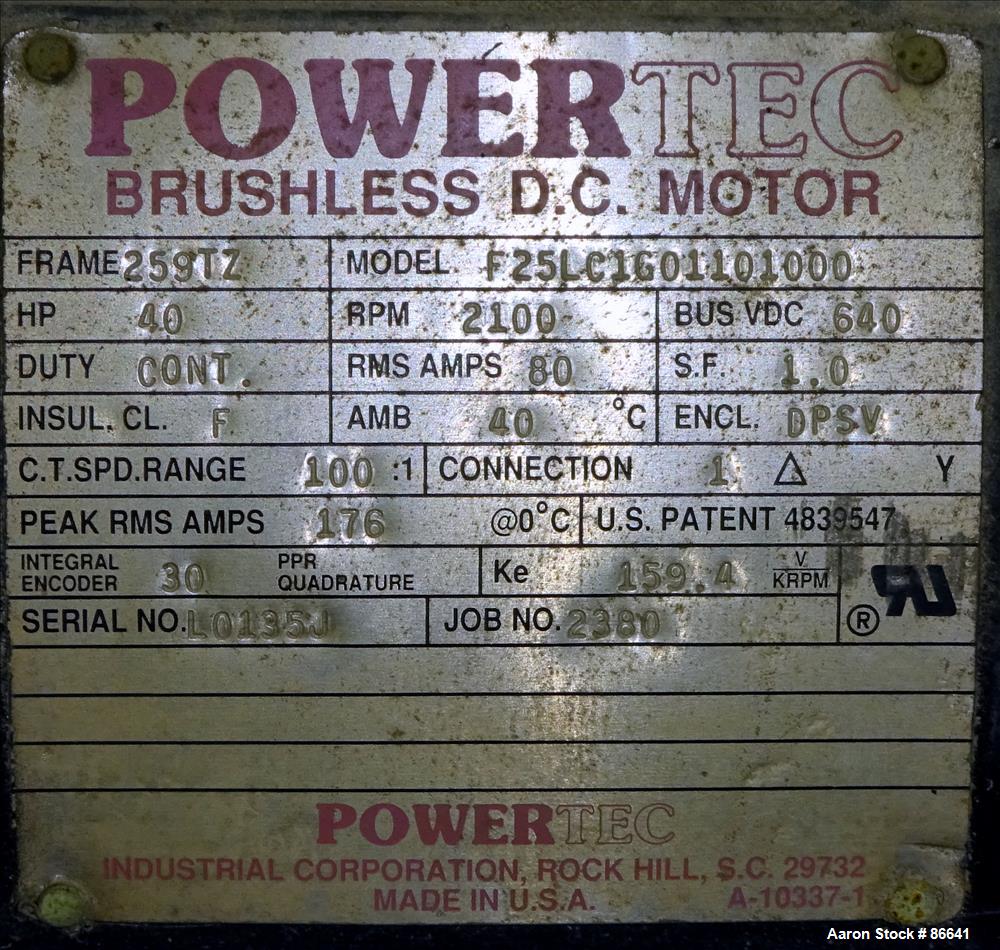 POWERTEC
BRUSHLESS D.C. MOTOR
FRAME 259TZ MODEL F25LC1G01101000
HP 40 RPM 2100 BUS VDC 640
DUTY CONT. RMS AMPS 80 S.F. 1.0
INSUL. CL. F AMB 40 °C ENCL. DPSV
C.T.SPD.RANGE 100 :1 CONNECTION 1 △ Y
PEAK RMS AMPS 176 @0°C U.S. PATENT 4839547
INTEGRAL ENCODER 30 PPR QUADRATURE Ke 159.4 V/KRPM
SERIAL NO. L0135J JOB NO. 2380 ®
POWERTEC
INDUSTRIAL CORPORATION, ROCK HILL, S.C. 29732
MADE IN U.S.A. A-10337-1
Aaron Stock # 86641